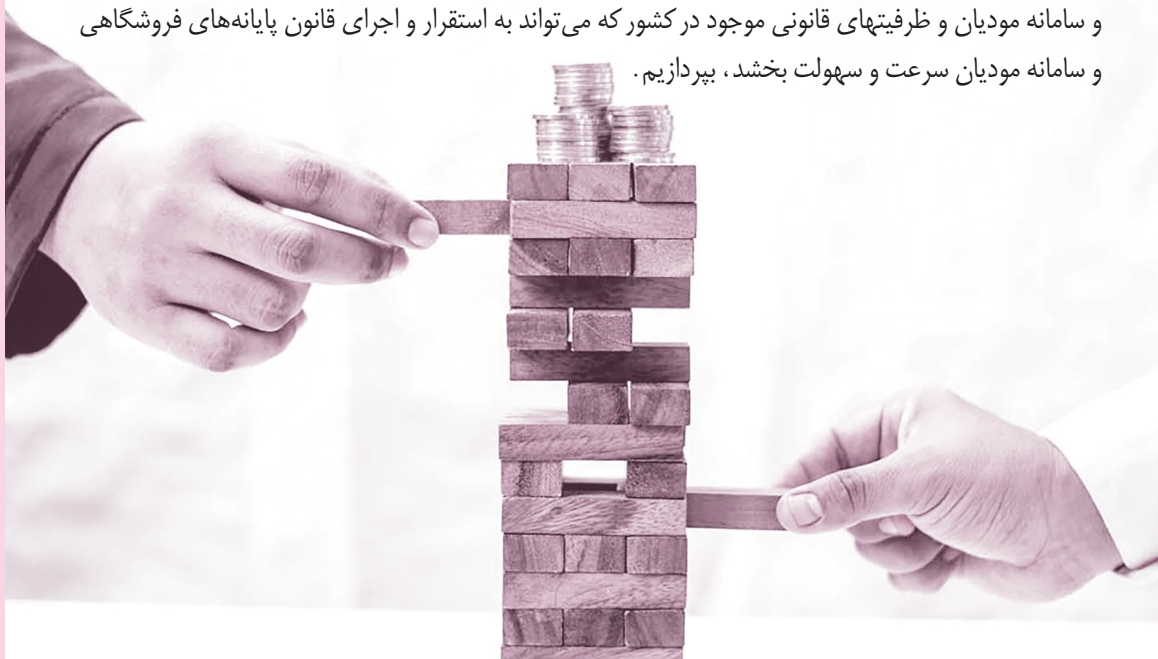 و سامانه مودیان و ظرفیتهای قانونی موجود در کشور که می‌تواند به استقرار و اجرای قانون پایانه‌های فروشگاهی
و سامانه مودیان سرعت و سهولت بخشد، بپردازیم.